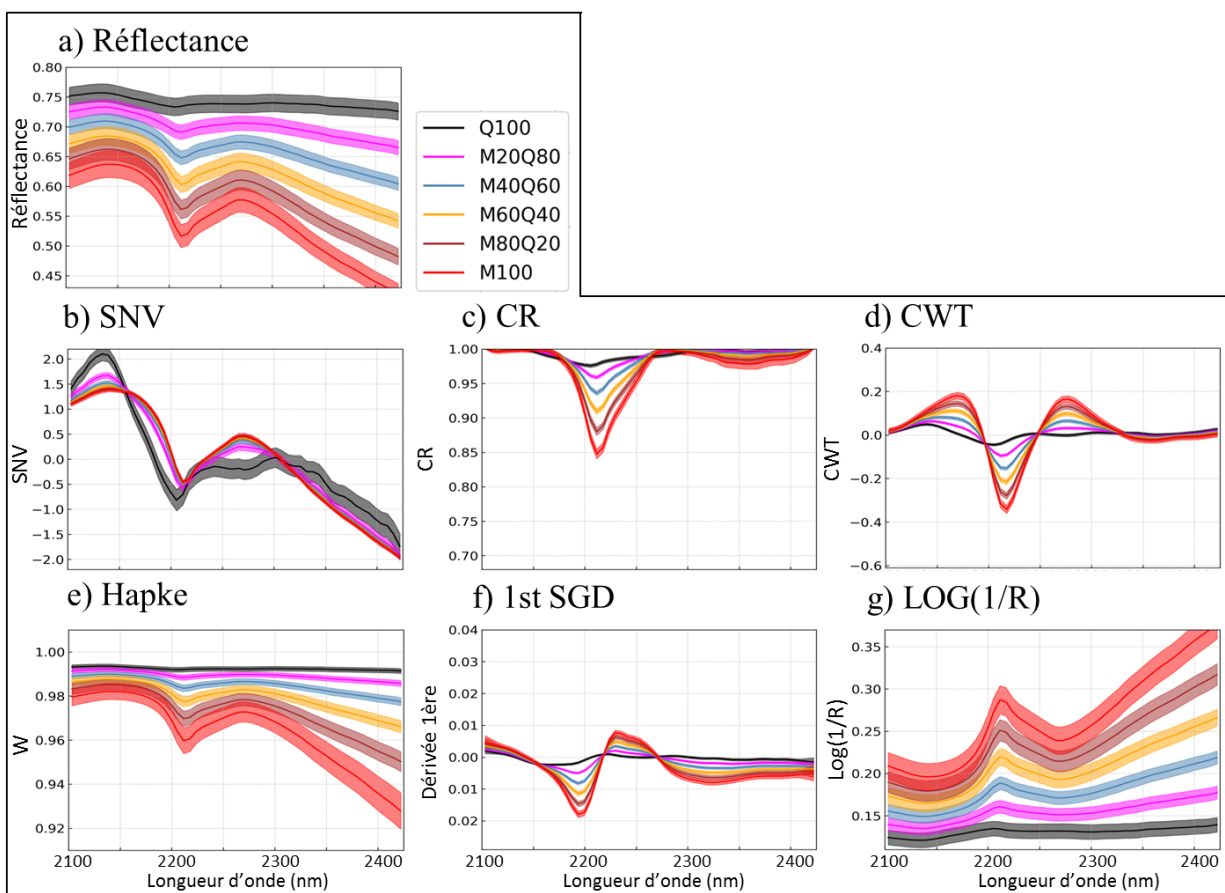 a) Réflectance
0.80
0.75
0.70
0.65
0.60
0.55
0.50
0.45
Réflectance
2100
2200
2300
2400
Q100
M20Q80
M40Q60
M60Q40
M80Q20
M100
b) SNV
2.0
1.5
1.0
0.5
0.0
−0.5
−1.0
−1.5
−2.0
SNV
c) CR
1.00
0.95
0.90
0.85
0.80
0.75
0.70
CR
d) CWT
0.4
0.2
0.0
−0.2
−0.4
−0.6
CWT
e) Hapke
1.00
0.98
0.96
0.94
0.92
W
2100 2200 2300 2400
Longueur d’onde (nm)
f) 1st SGD
0.04
0.03
0.02
0.01
0.00
0.01
0.02
Dérivée 1ère
2100 2200 2300 2400
Longueur d’onde (nm)
g) LOG(1/R)
0.35
0.30
0.25
0.20
0.15
Log(1/R)
2100 2200 2300 2400
Longueur d’onde (nm)